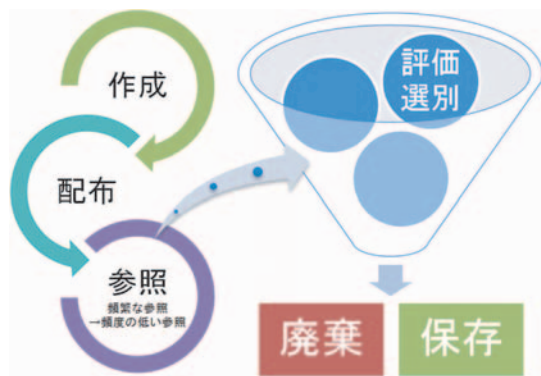 作成
配布
参照
頻繁な参照
→頻度の低い参照
評価
選別
廃棄
保存